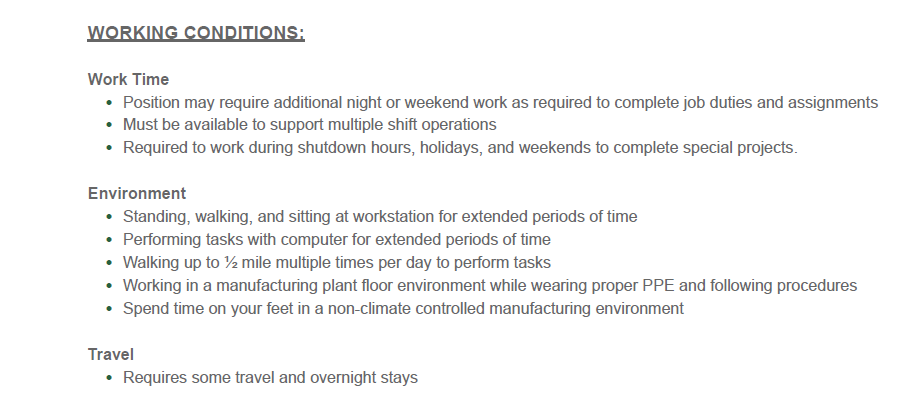 WORKING CONDITIONS:
Work Time
• Position may require additional night or weekend work as required to complete job duties and assignments
• Must be available to support multiple shift operations
• Required to work during shutdown hours, holidays, and weekends to complete special projects.
Environment
• Standing, walking, and sitting at workstation for extended periods of time
• Performing tasks with computer for extended periods of time
• Walking up to ½ mile multiple times per day to perform tasks
• Working in a manufacturing plant floor environment while wearing proper PPE and following procedures
• Spend time on your feet in a non-climate controlled manufacturing environment
Travel
• Requires some travel and overnight stays